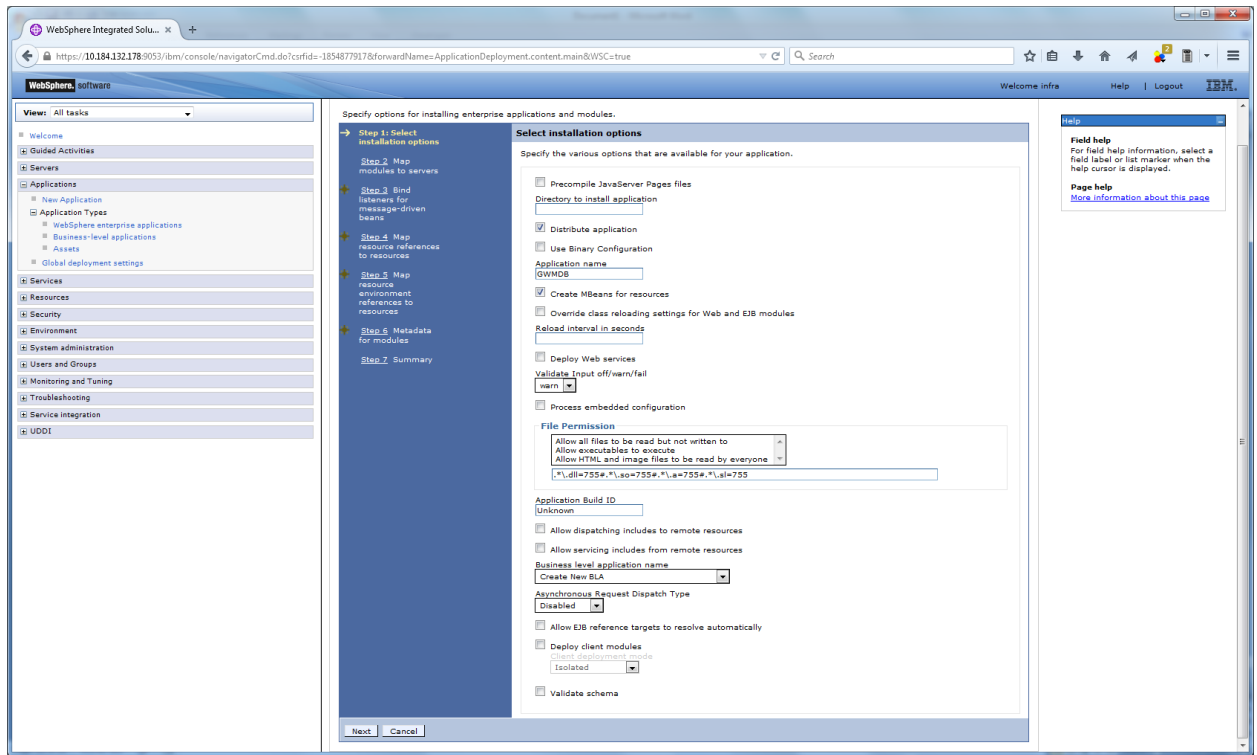 WebSphere Integrated Solu...
https://10.184.132.178:9053/ibm/console/navigatorCmd.do?csrfid=-1854877917&forwardName=ApplicationDeployment.content.main&WSC=true
Search
2
WebSphere. software
Welcome infra
Help | Logout
IBM.
View: All tasks
Welcome
Guided Activities
Servers
Applications
New Application
Application Types
WebSphere enterprise applications
Business-level applications
Assets
Global deployment settings
Services
Resources
Security
Environment
System administration
Users and Groups
Monitoring and Tuning
Troubleshooting
Service integration
UDDI
Specify options for installing enterprise applications and modules.
Step 1: Select
installation options
Step 2 Map
modules to servers
Step 3 Bind
listeners for
message-driven
beans
Step 4 Map
resource references
to resources
Step 5 Map
resource
environment
references to
resources
Step 6 Metadata
for modules
Step 7 Summary
Select installation options
Specify the various options that are available for your application.
Precompile JavaServer Pages files
Directory to install application
Distribute application
Use Binary Configuration
Application name
GWMDB
Create MBeans for resources
Override class reloading settings for Web and EJB modules
Reload interval in seconds
Deploy Web services
Validate Input off/warn/fail
warn
Process embedded configuration
File Permission
Allow all files to be read but not written to
Allow executables to execute
Allow HTML and image files to be read by everyone
.*\.dll=755#.*\.so=755#.*\.a=755#.*\.sl=755
Application Build ID
Unknown
Allow dispatching includes to remote resources
Allow servicing includes from remote resources
Business level application name
Create New BLA
Asynchronous Request Dispatch Type
Disabled
Allow EJB reference targets to resolve automatically
Deploy client modules
Client deployment mode
Isolated
Validate schema
Next
Cancel
Help
Field help
For field help information, select a
field label or list marker when the
help cursor is displayed.
Page help
More information about this page